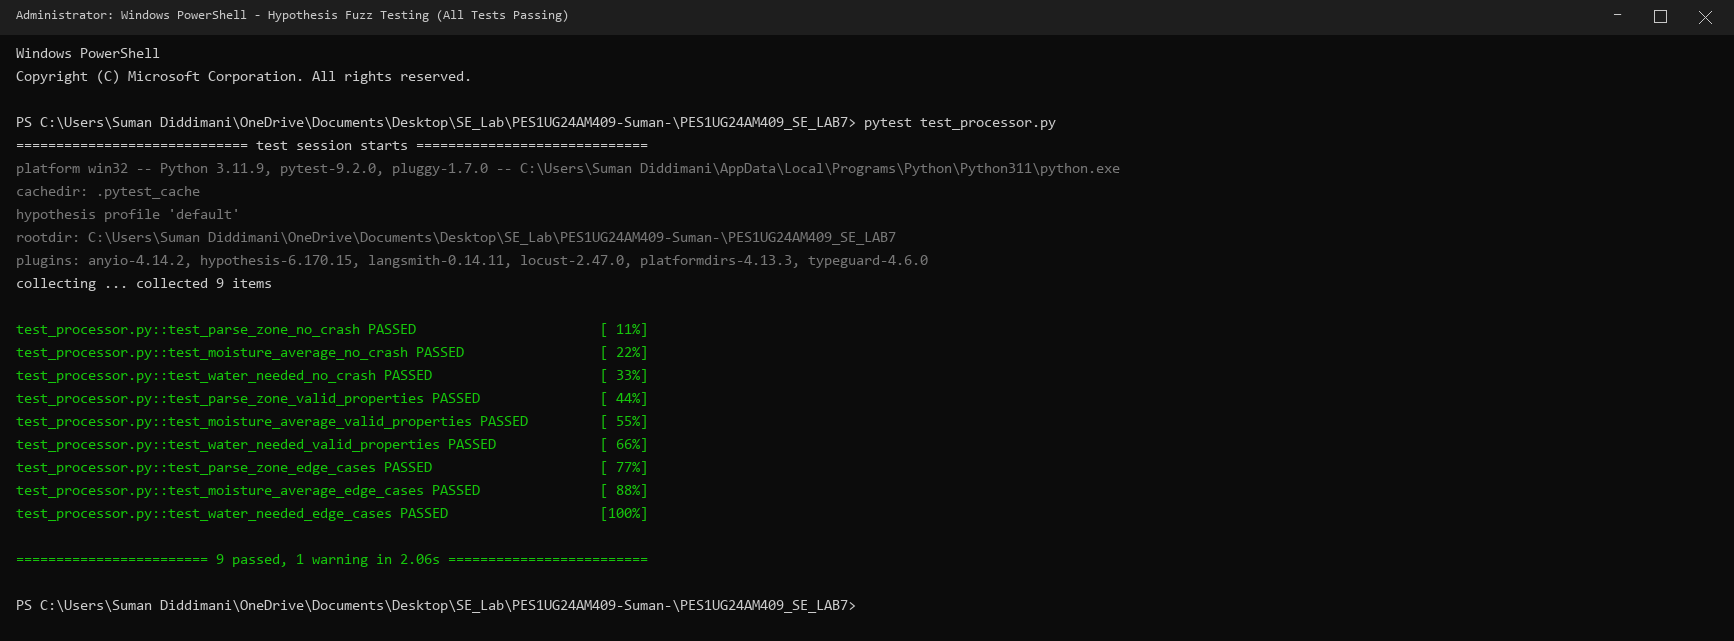 Administrator: Windows PowerShell - Hypothesis Fuzz Testing (All Tests Passing)
Windows PowerShell
Copyright (C) Microsoft Corporation. All rights reserved.
PS C:\Users\Suman Diddimani\OneDrive\Documents\Desktop\SE_Lab\PES1UG24AM409-Suman-\PES1UG24AM409_SE_LAB7> pytest test_processor.py
============================= test session starts =============================
platform win32 -- Python 3.11.9, pytest-9.2.0, pluggy-1.7.0 -- C:\Users\Suman Diddimani\AppData\Local\Programs\Python\Python311\python.exe
cachedir: .pytest_cache
hypothesis profile 'default'
rootdir: C:\Users\Suman Diddimani\OneDrive\Documents\Desktop\SE_Lab\PES1UG24AM409-Suman-\PES1UG24AM409_SE_LAB7
plugins: anyio-4.14.2, hypothesis-6.170.15, langsmith-0.14.11, locust-2.47.0, platformdirs-4.13.3, typeguard-4.6.0
collecting ... collected 9 items
test_processor.py::test_parse_zone_no_crash PASSED                       [ 11%]
test_processor.py::test_moisture_average_no_crash PASSED                 [ 22%]
test_processor.py::test_water_needed_no_crash PASSED                     [ 33%]
test_processor.py::test_parse_zone_valid_properties PASSED               [ 44%]
test_processor.py::test_moisture_average_valid_properties PASSED         [ 55%]
test_processor.py::test_water_needed_valid_properties PASSED             [ 66%]
test_processor.py::test_parse_zone_edge_cases PASSED                     [ 77%]
test_processor.py::test_moisture_average_edge_cases PASSED               [ 88%]
test_processor.py::test_water_needed_edge_cases PASSED                   [100%]
======================== 9 passed, 1 warning in 2.06s =========================
PS C:\Users\Suman Diddimani\OneDrive\Documents\Desktop\SE_Lab\PES1UG24AM409-Suman-\PES1UG24AM409_SE_LAB7>